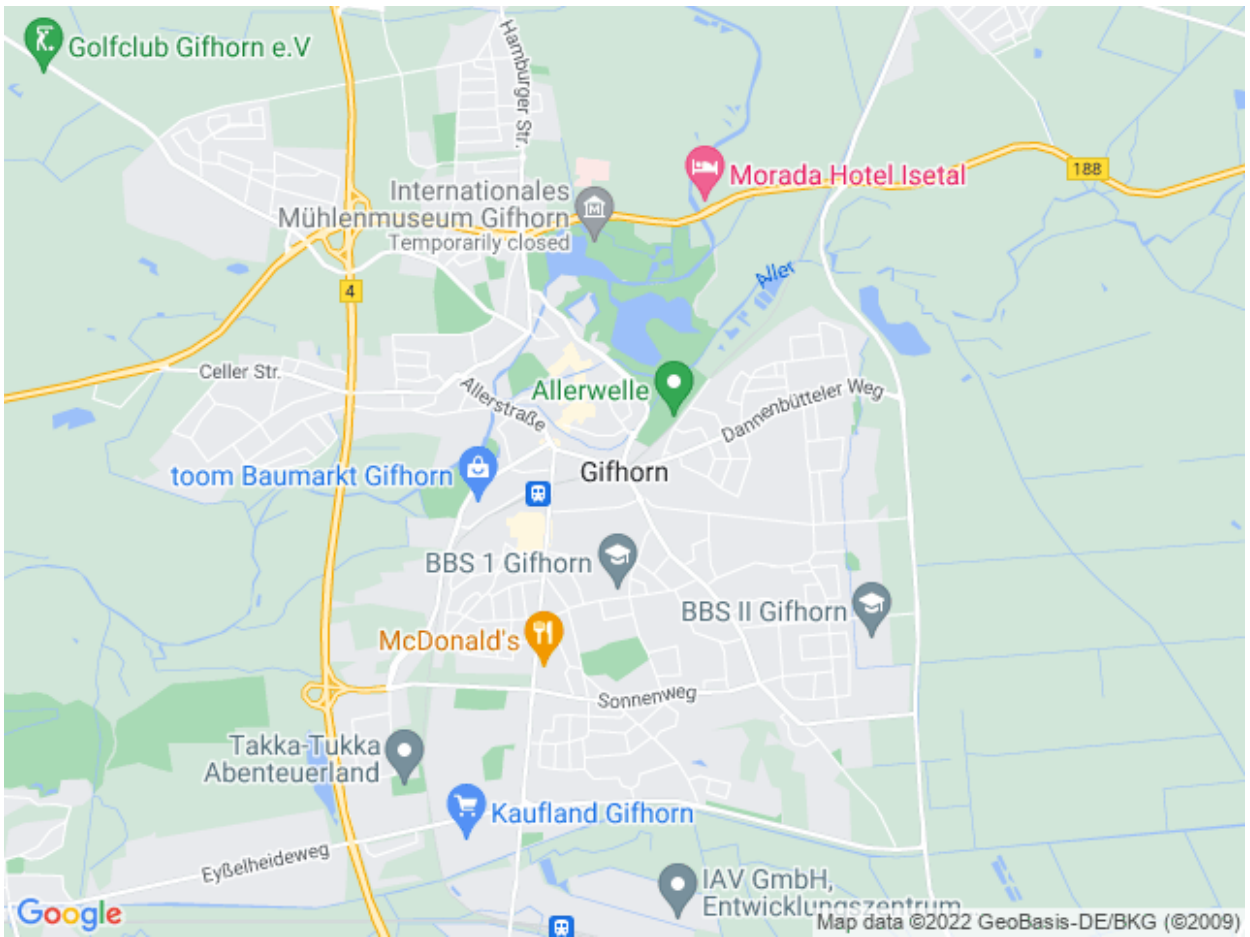 Golfclub Gifhorn e.V
Hamburger Str.
Morada Hotel Isetal
188
Internationales
Mühlenmuseum Gifhorn
Temporarily closed
Aller
4
Celler Str.
Allerstraße
Allerwelle
Dannenbütteler Weg
toom Baumarkt Gifhorn
Gifhorn
BBS 1 Gifhorn
BBS II Gifhorn
McDonald's
Sonnenweg
Takka-Tukka
Abenteuerland
Kaufland Gifhorn
Eyßelheideweg
IAV GmbH,
Entwicklungszentrum
Google
Map data ©2022 GeoBasis-DE/BKG (©2009)